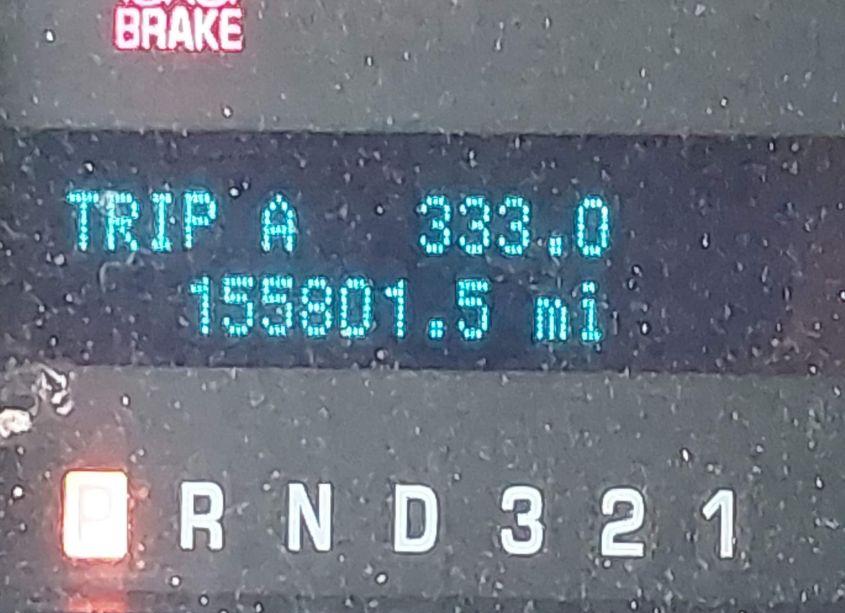 BRAKE
TRIP A 333.0
155801.5 mi
P R N D 3 2 1